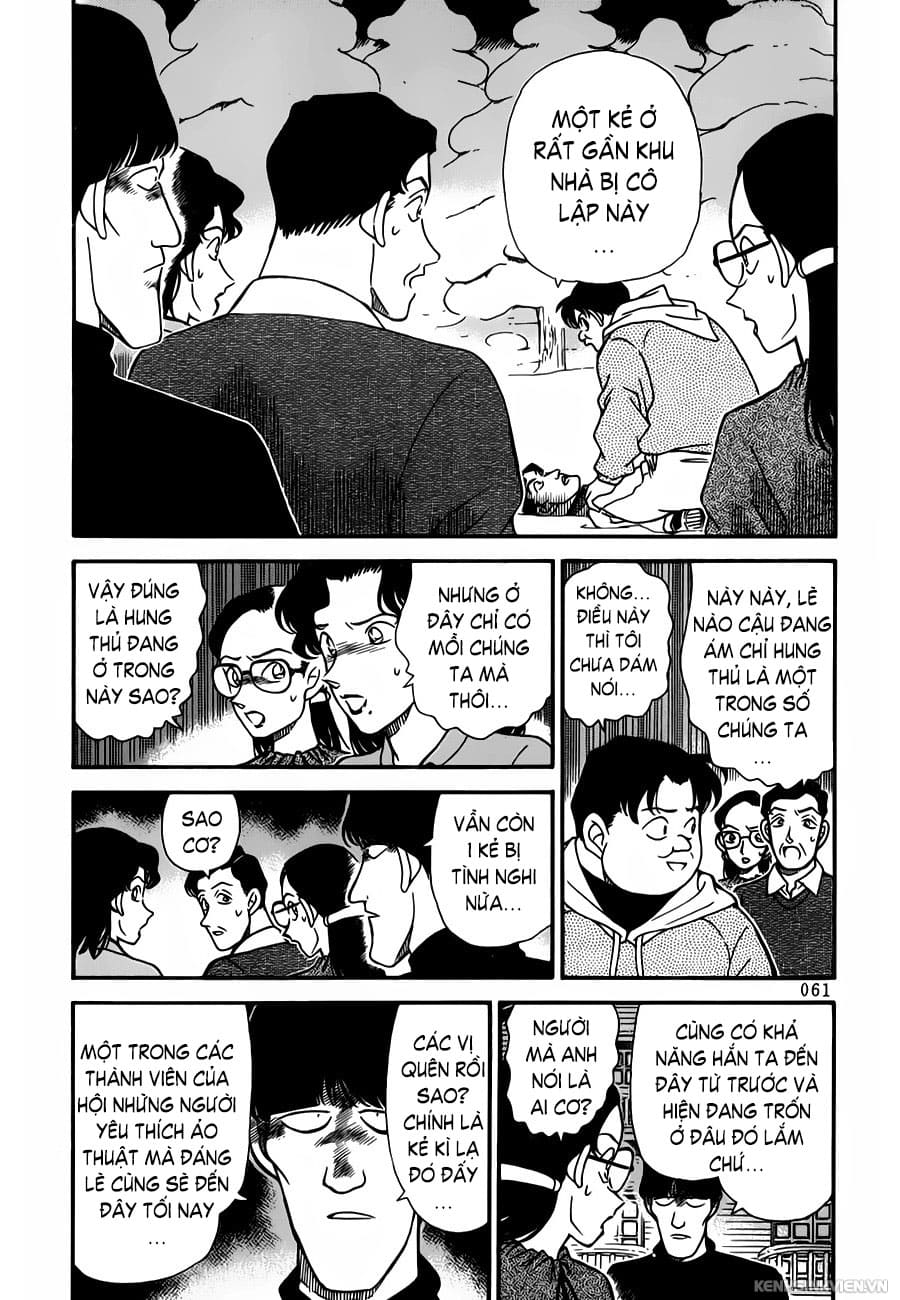 MỘT KẺ Ở
RẤT GẦN KHU
NHÀ BỊ CÔ
LẬP NÀY
...
NÀY NÀY, LẼ
NÀO CẬU ĐANG
ÁM CHỈ HUNG
THỦ LÀ MỘT
TRONG SỐ
CHÚNG TA
...
KHÔNG...
ĐIỀU NÀY
THÌ TÔI
CHƯA DÁM
NÓI...
NHƯNG Ở
ĐÂY CHỈ CÓ
MỖI CHÚNG
TA MÀ
THÔI...
VẬY ĐÚNG
LÀ HUNG
THỦ ĐANG
Ở TRONG
NÀY SAO?
VẪN CÒN
1 KẺ BỊ
TÌNH NGHI
NỮA...
SAO
CƠ?
061
CŨNG CÓ KHẢ
NĂNG HẮN TA ĐẾN
ĐÂY TỪ TRƯỚC VÀ
HIỆN ĐANG TRỐN
Ở ĐÂU ĐÓ LẮM
CHỨ...
NGƯỜI
MÀ ANH
NÓI LÀ
AI CƠ?
CÁC VỊ
QUÊN RỒI
SAO?
CHÍNH LÀ
KẺ KÌ LẠ
ĐÓ ĐẤY
...
MỘT TRONG CÁC
THÀNH VIÊN CỦA
HỘI NHỮNG NGƯỜI
YÊU THÍCH ẢO
THUẬT MÀ ĐÁNG
LẼ CŨNG SẼ ĐẾN
ĐÂY TỐI NAY
...